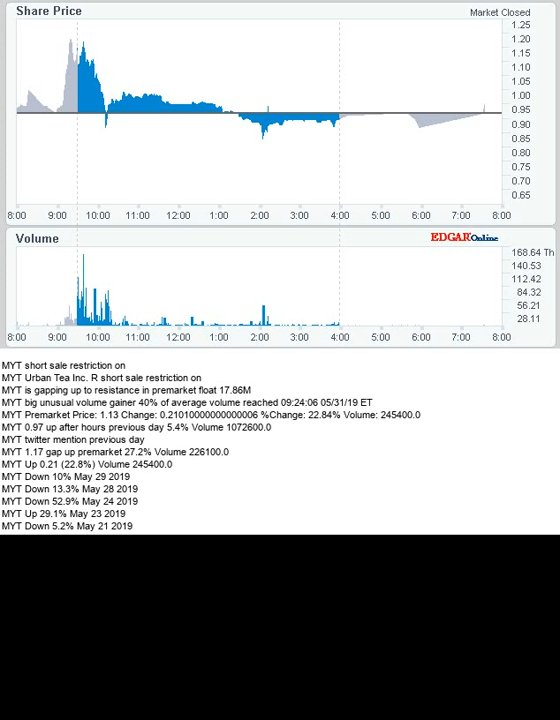 Share Price
Market Closed
1.25
1.20
1.15
1.10
1.05
1.00
0.95
0.90
0.85
0.80
0.75
0.70
0.65
8:00 9:00 10:00 11:00 12:00 1:00 2:00 3:00 4:00 5:00 6:00 7:00 8:00
Volume
EDGAROnline
168.64 Th
140.53
112.42
84.32
56.21
28.11
8:00 9:00 10:00 11:00 12:00 1:00 2:00 3:00 4:00 5:00 6:00 7:00 8:00
MYT short sale restriction on
MYT Urban Tea Inc. R short sale restriction on
MYT is gapping up to resistance in premarket float 17.86M
MYT big unusual volume gainer 40% of average volume reached 09:24:06 05/31/19 ET
MYT Premarket Price: 1.13 Change: 0.21010000000000006 %Change: 22.84% Volume: 245400.0
MYT 0.97 up after hours previous day 5.4% Volume 1072600.0
MYT twitter mention previous day
MYT 1.17 gap up premarket 27.2% Volume 226100.0
MYT Up 0.21 (22.8%) Volume 245400.0
MYT Down 10% May 29 2019
MYT Down 13.3% May 28 2019
MYT Down 52.9% May 24 2019
MYT Up 29.1% May 23 2019
MYT Down 5.2% May 21 2019